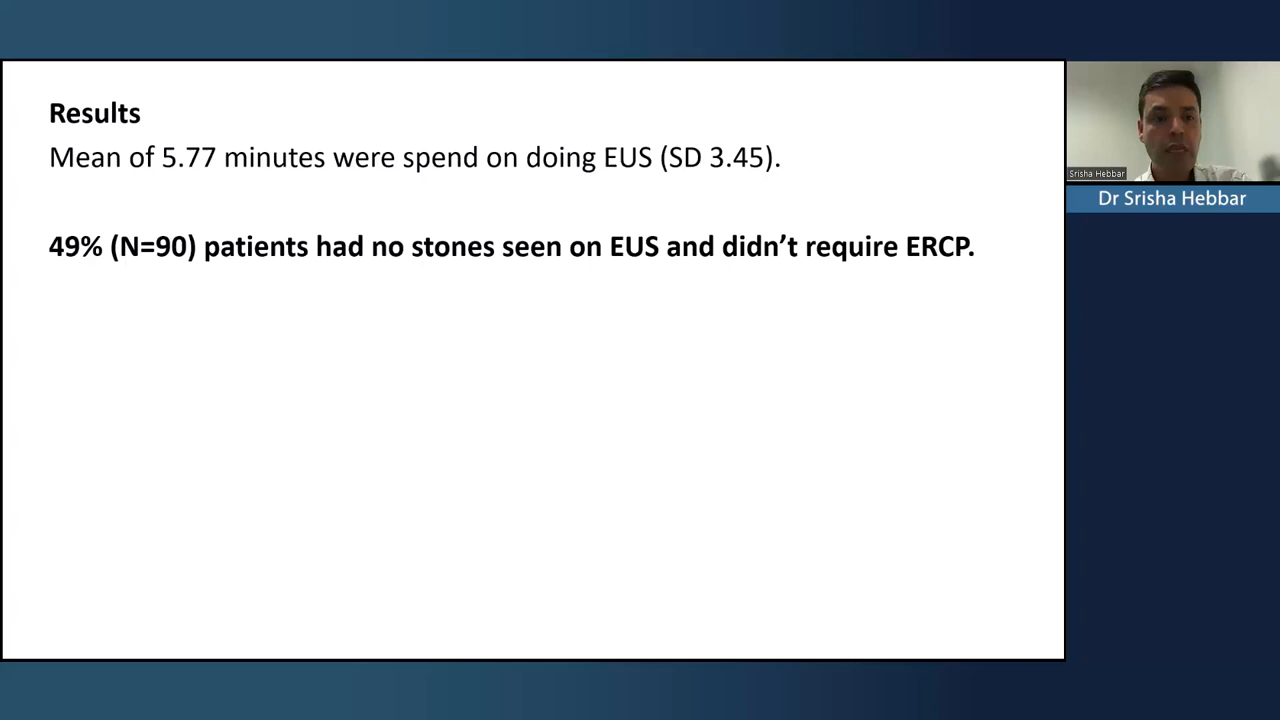 Results
Mean of 5.77 minutes were spend on doing EUS (SD 3.45).
49% (N=90) patients had no stones seen on EUS and didn’t require ERCP.
Srisha Hebbar
Dr Srisha Hebbar